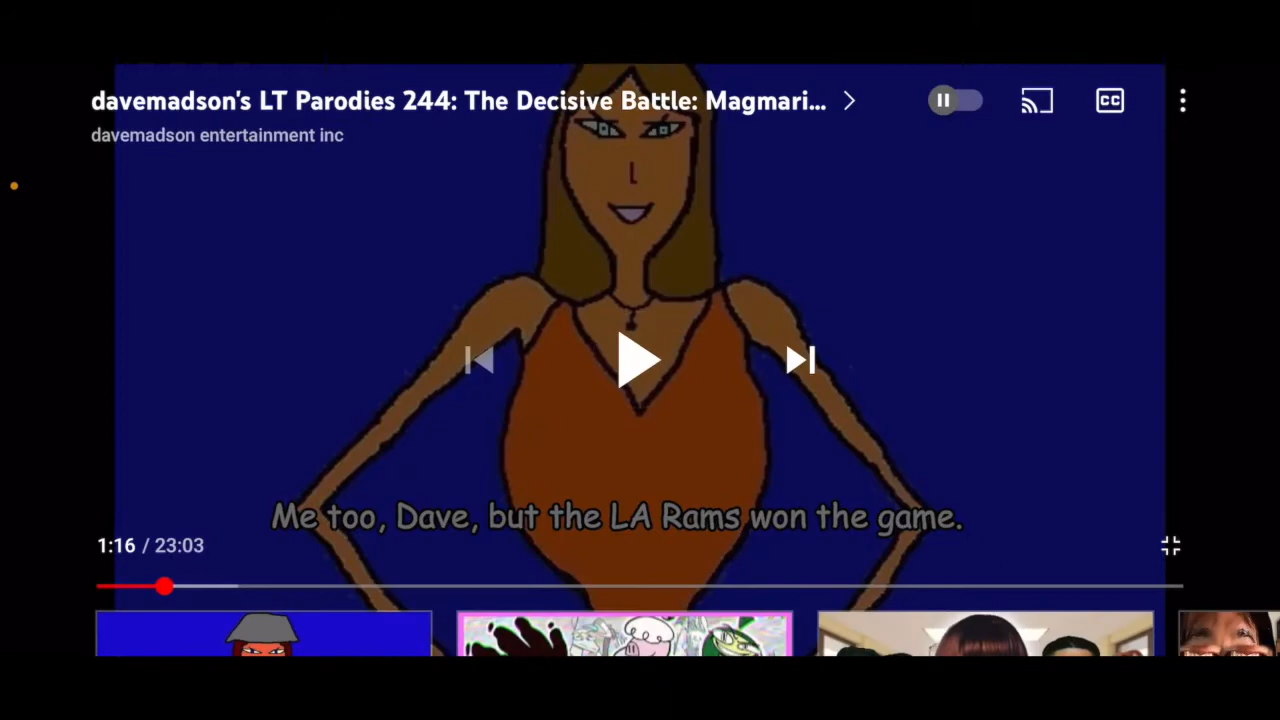 davemadson's LT Parodies 244: The Decisive Battle: Magmari...
davemadson entertainment inc
CC
Me too, Dave, but the LA Rams won the game.
1:16 / 23:03